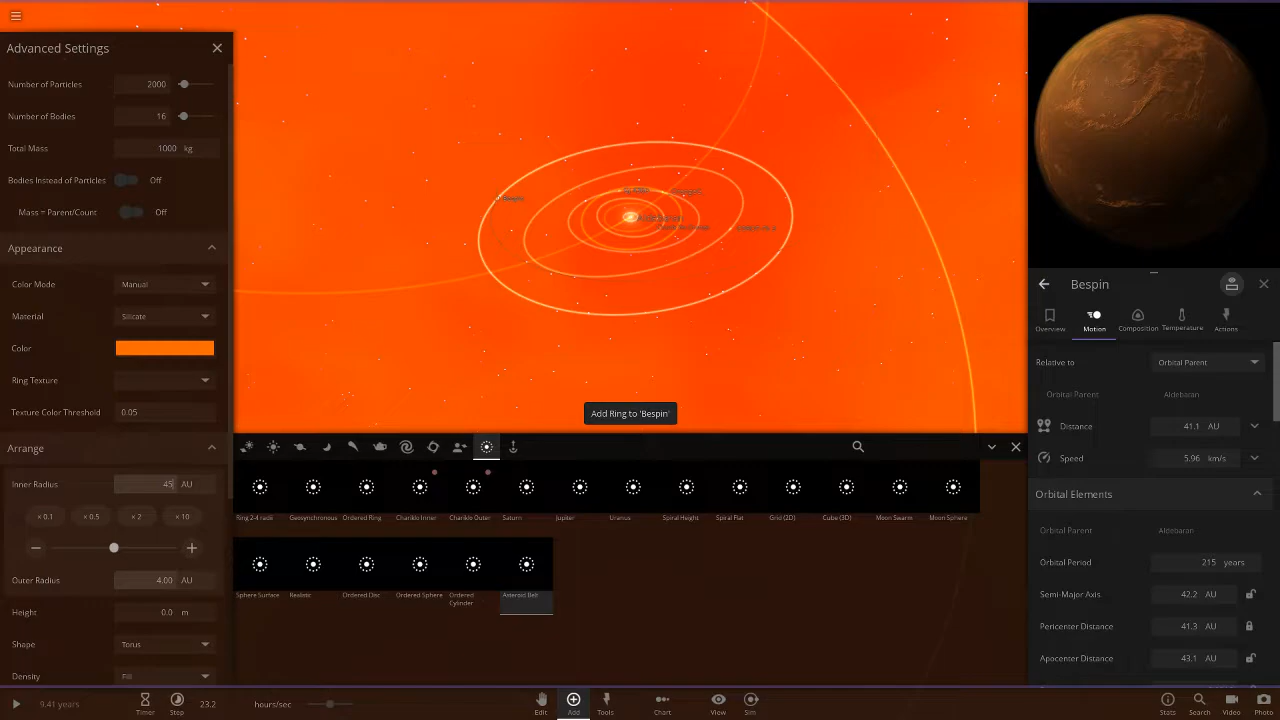 Advanced Settings
Number of Particles 2000
Number of Bodies 16
Total Mass 1000 kg
Bodies Instead of Particles Off
Mass = Parent/Count Off
Appearance
Color Mode Manual
Material Silicate
Color
Ring Texture
Texture Color Threshold 0.05
Arrange
Inner Radius 45 AU
× 0.1 × 0.5 × 2 × 10
Outer Radius 4.00 AU
Height 0.0 m
Shape Torus
Density Fill
Bespin
Add Ring to 'Bespin'
Ring 2-4 radii Geosynchronous Ordered Ring Chariklo Inner Chariklo Outer Saturn Jupiter Uranus Spiral Height Spiral Flat Grid (2D) Cube (3D) Moon Swarm Moon Sphere
Sphere Surface Realistic Ordered Disc Ordered Sphere Ordered Cylinder Asteroid Belt
Bespin
Overview Motion Composition Temperature Actions
Relative to Orbital Parent
Orbital Parent Aldebaran
Distance 41.1 AU
Speed 5.96 km/s
Orbital Elements
Orbital Parent Aldebaran
Orbital Period 215 years
Semi-Major Axis 42.2 AU
Pericenter Distance 41.3 AU
Apocenter Distance 43.1 AU
9.41 years Timer Step 23.2 hours/sec Edit Add Tools Chart View Sim Stats Search Video Photo